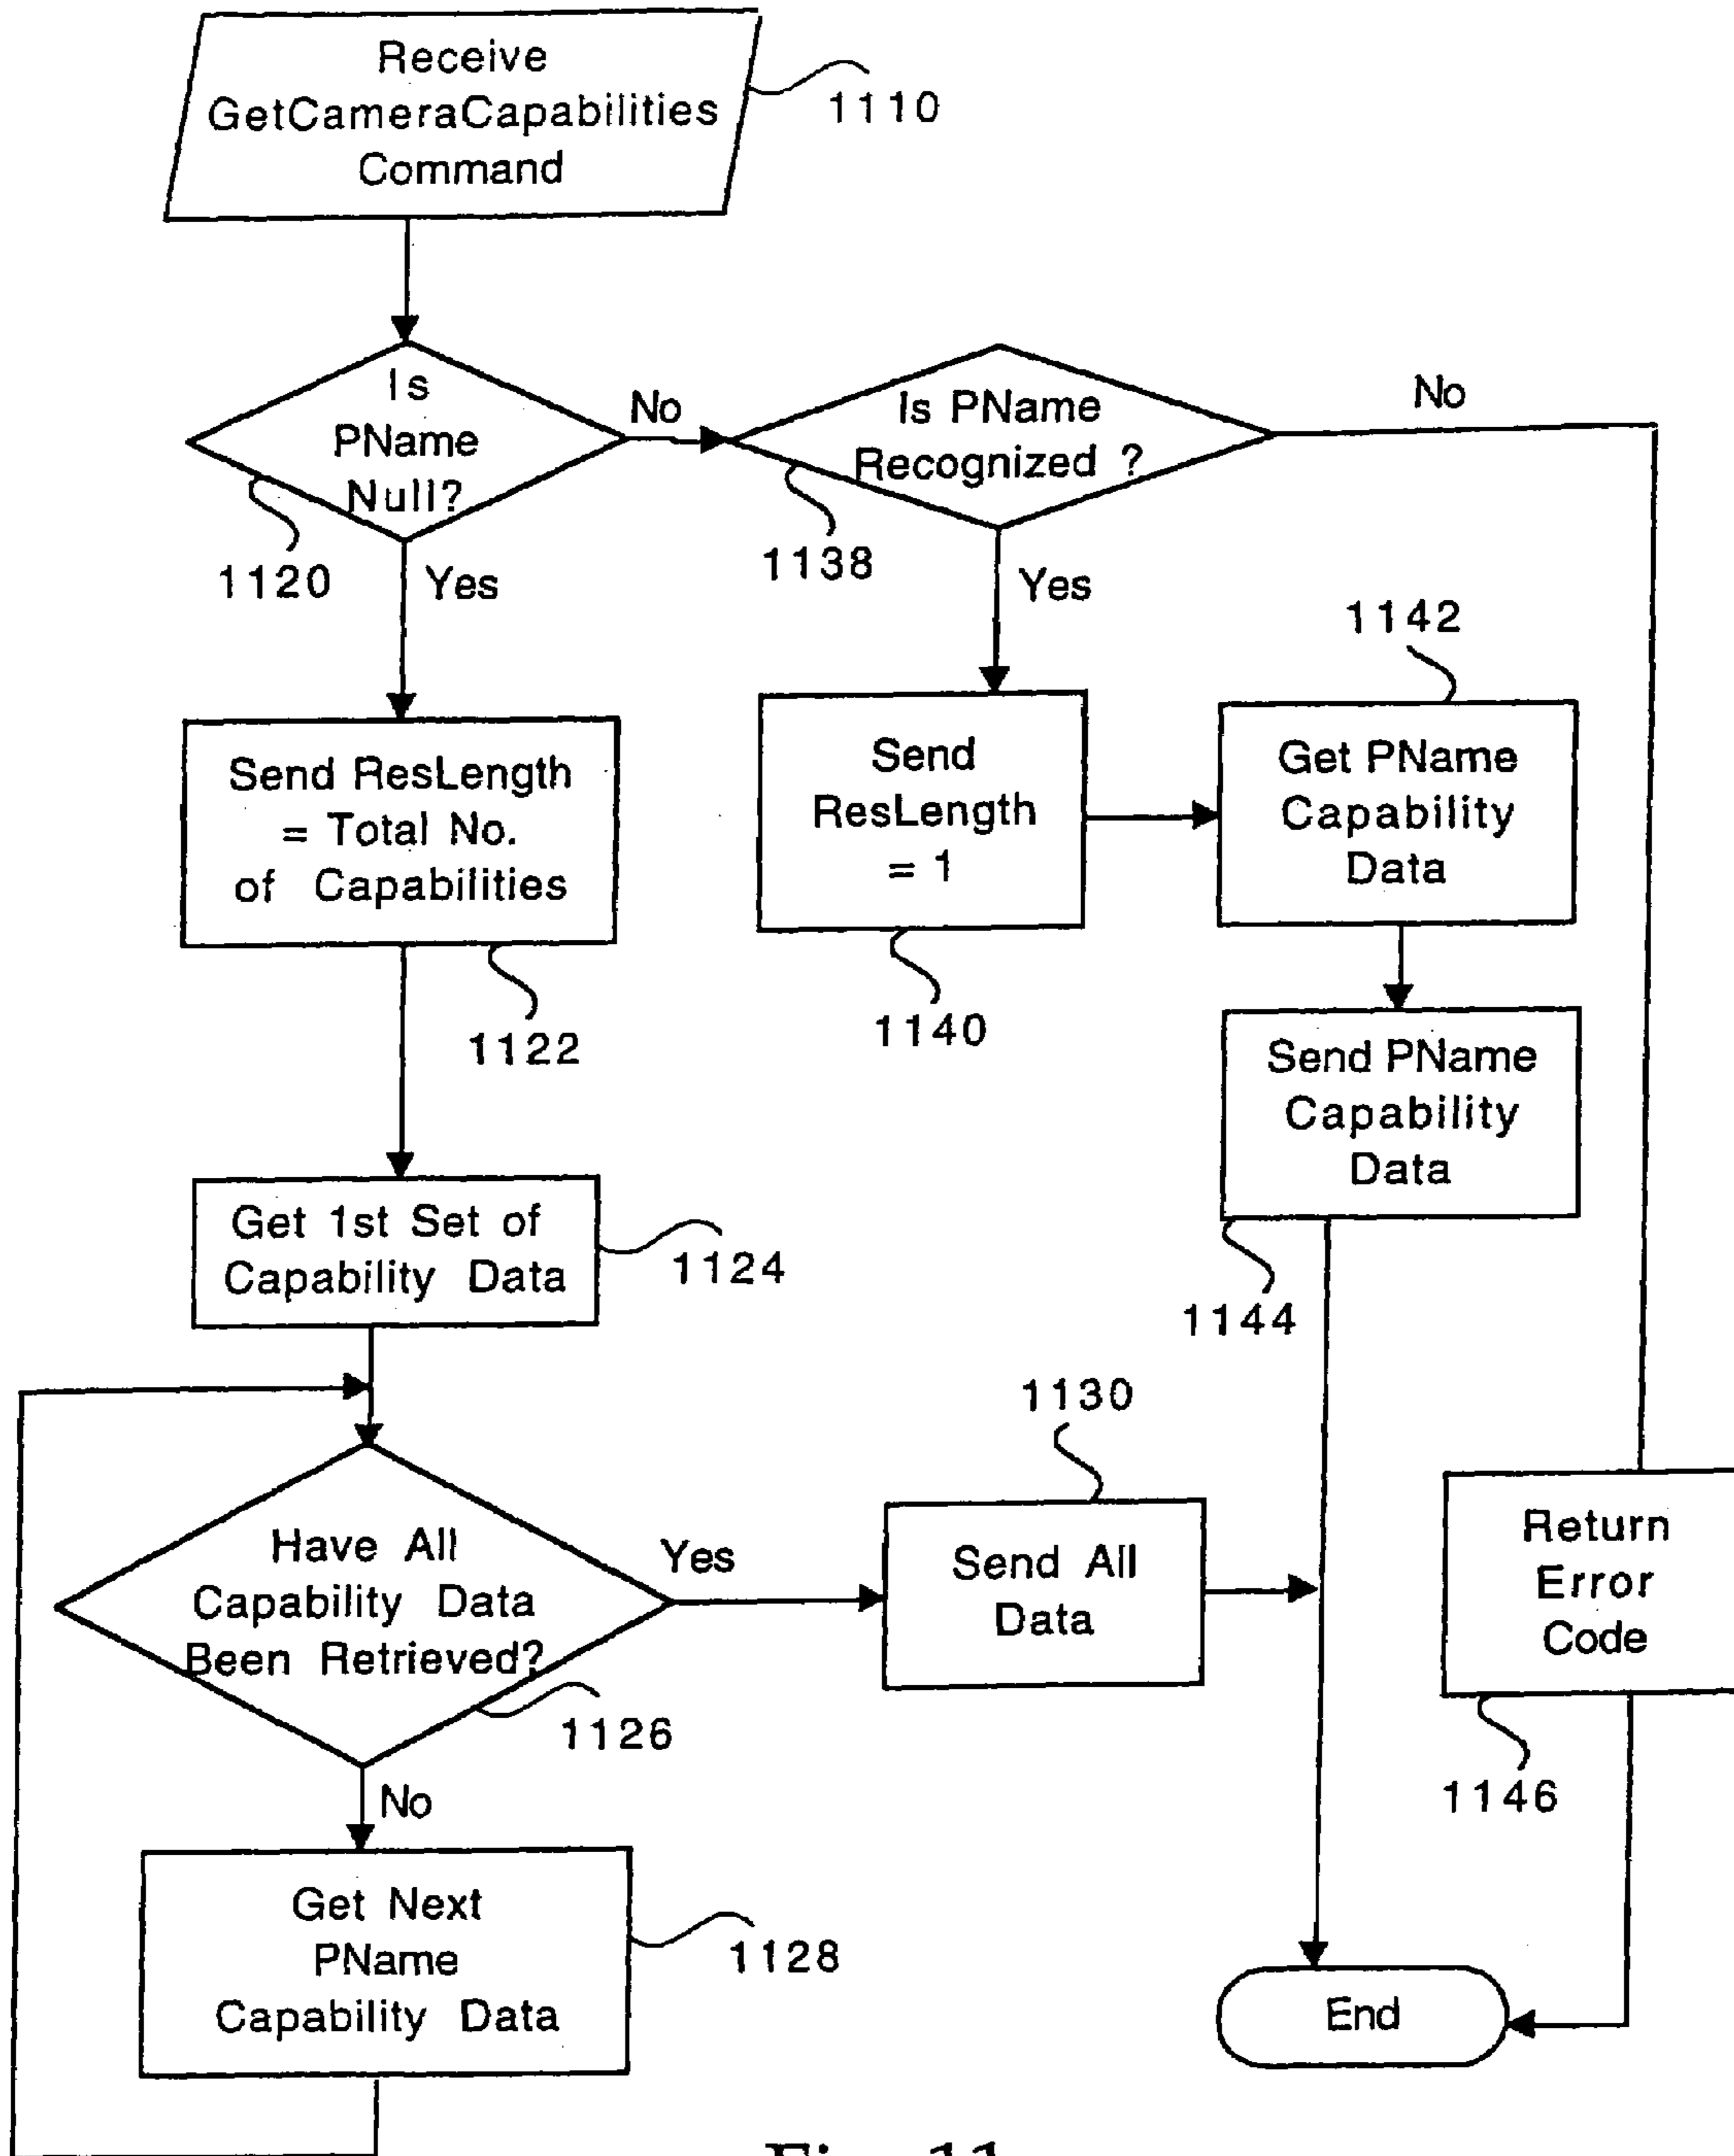 Receive
GetCameraCapabilities
Command
1110
Is
PName
Null?
1120
No
Yes
Is PName
Recognized ?
1138
No
Yes
Send ResLength
= Total No.
of Capabilities
1122
Send
ResLength
= 1
1140
1142
Get PName
Capability
Data
Send PName
Capability
Data
1144
Get 1st Set of
Capability Data
1124
Have All
Capability Data
Been Retrieved?
1126
Yes
No
1130
Send All
Data
Return
Error
Code
1146
Get Next
PName
Capability Data
1128
End
Fig. 11